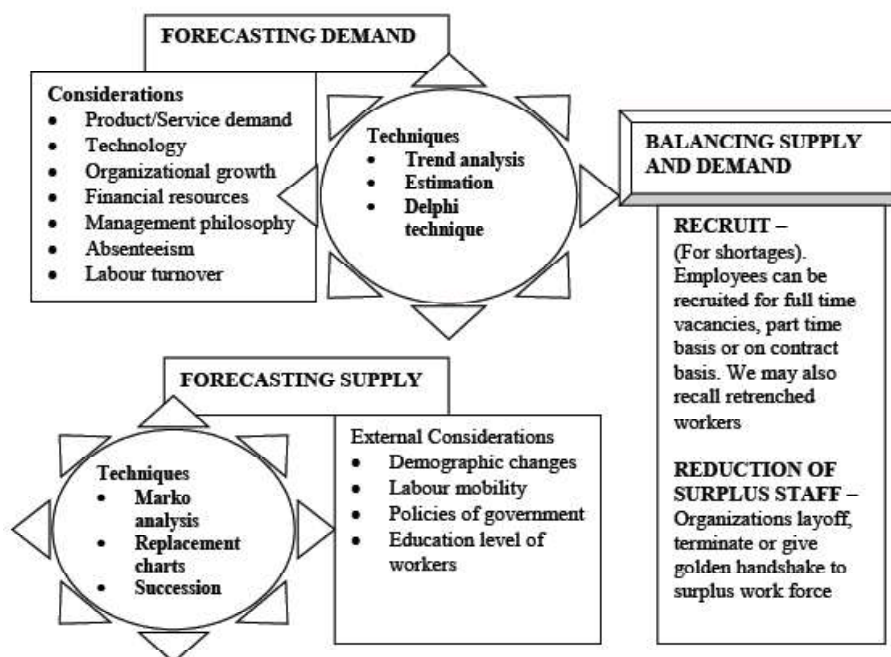 FORECASTING DEMAND
Considerations
• Product/Service demand
• Technology
• Organizational growth
• Financial resources
• Management philosophy
• Absenteeism
• Labour turnover
Techniques
• Trend analysis
• Estimation
• Delphi
technique
BALANCING SUPPLY
AND DEMAND
RECRUIT –
(For shortages).
Employees can be
recruited for full time
vacancies, part time
basis or on contract
basis. We may also
recall retrenched
workers
REDUCTION OF
SURPLUS STAFF –
Organizations layoff,
terminate or give
golden handshake to
surplus work force
FORECASTING SUPPLY
Techniques
• Marko
analysis
• Replacement
charts
• Succession
External Considerations
• Demographic changes
• Labour mobility
• Policies of government
• Education level of
workers